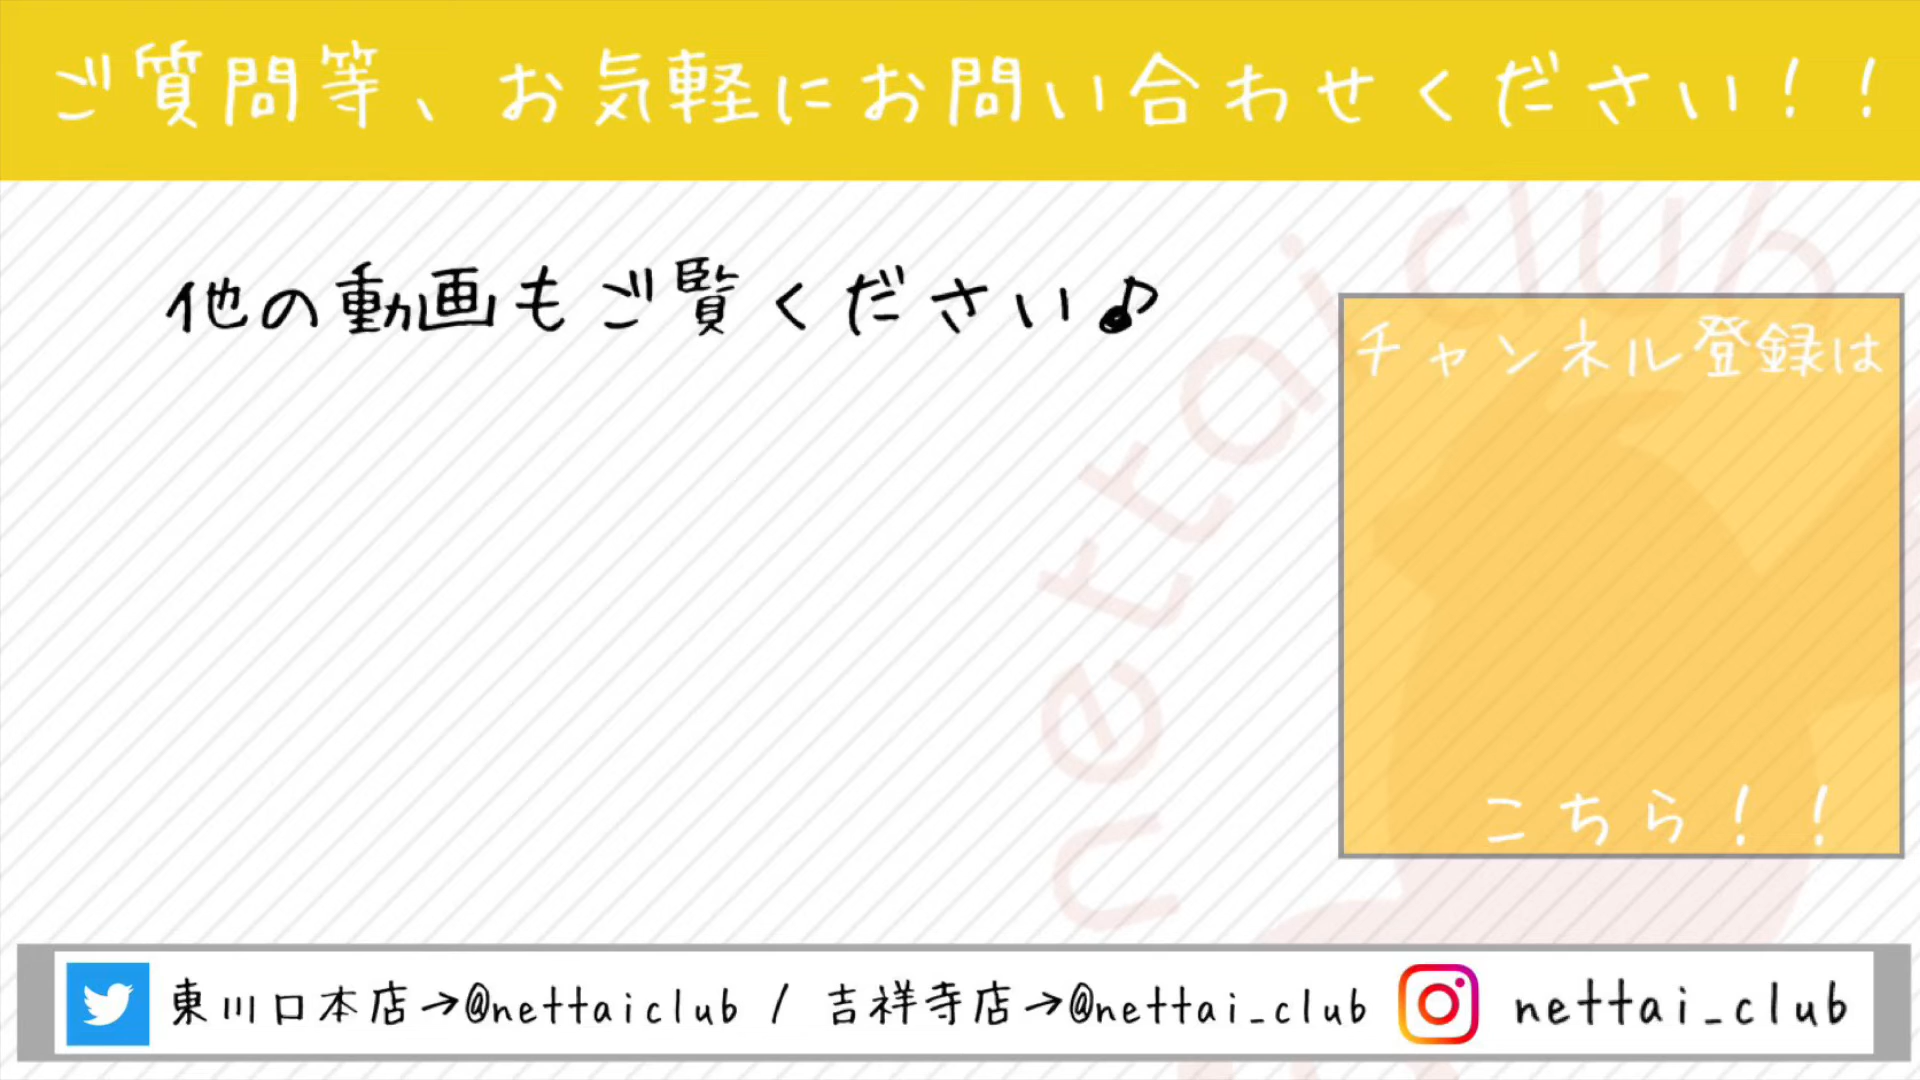 ご質問等、お気軽にお問い合わせください！！
他の動画もご覧ください♪
チャンネル登録は
こちら！！
nettaiclub
東川口本店→@nettaiclub / 吉祥寺店→@nettai_club
nettai_club